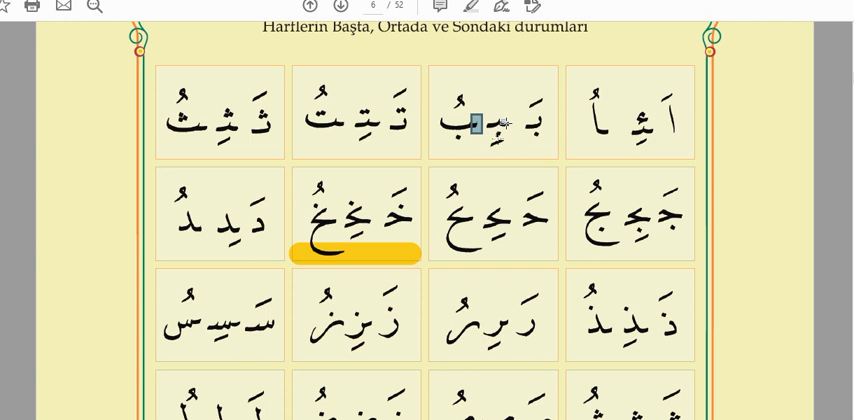 6 / 52
Harflerin Başta, Ortada ve Sondaki durumları
اَ ئِ اُ بَ بِ بُ تَ تِ تُ ثَ ثِ ثُ
جَ جِ جُ حَ حِ حُ خَ خِ خُ دَ دِ دُ
ذَ ذِ ذُ رَ رِ رُ زَ زِ زُ سَ سِ سُ